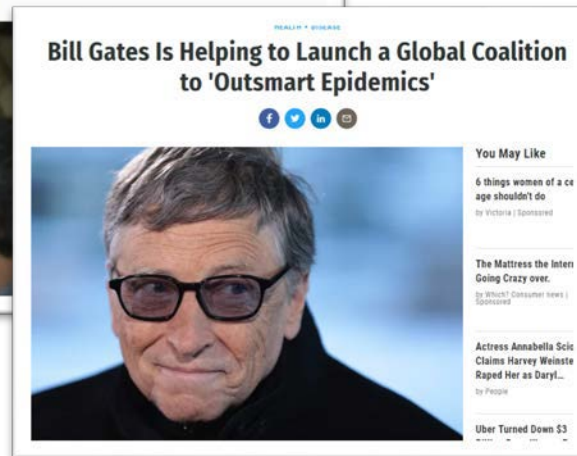 HEALTH + DISEASE
Bill Gates Is Helping to Launch a Global Coalition
to 'Outsmart Epidemics'
f
in
You May Like
6 things women of a ce
age shouldn't do
by Victoria | Sponsored
The Mattress the Intern
Going Crazy over.
by Which? Consumer news |
Sponsored
Actress Annabella Scio
Claims Harvey Weinste
Raped Her as Daryl...
by People
Uber Turned Down $3